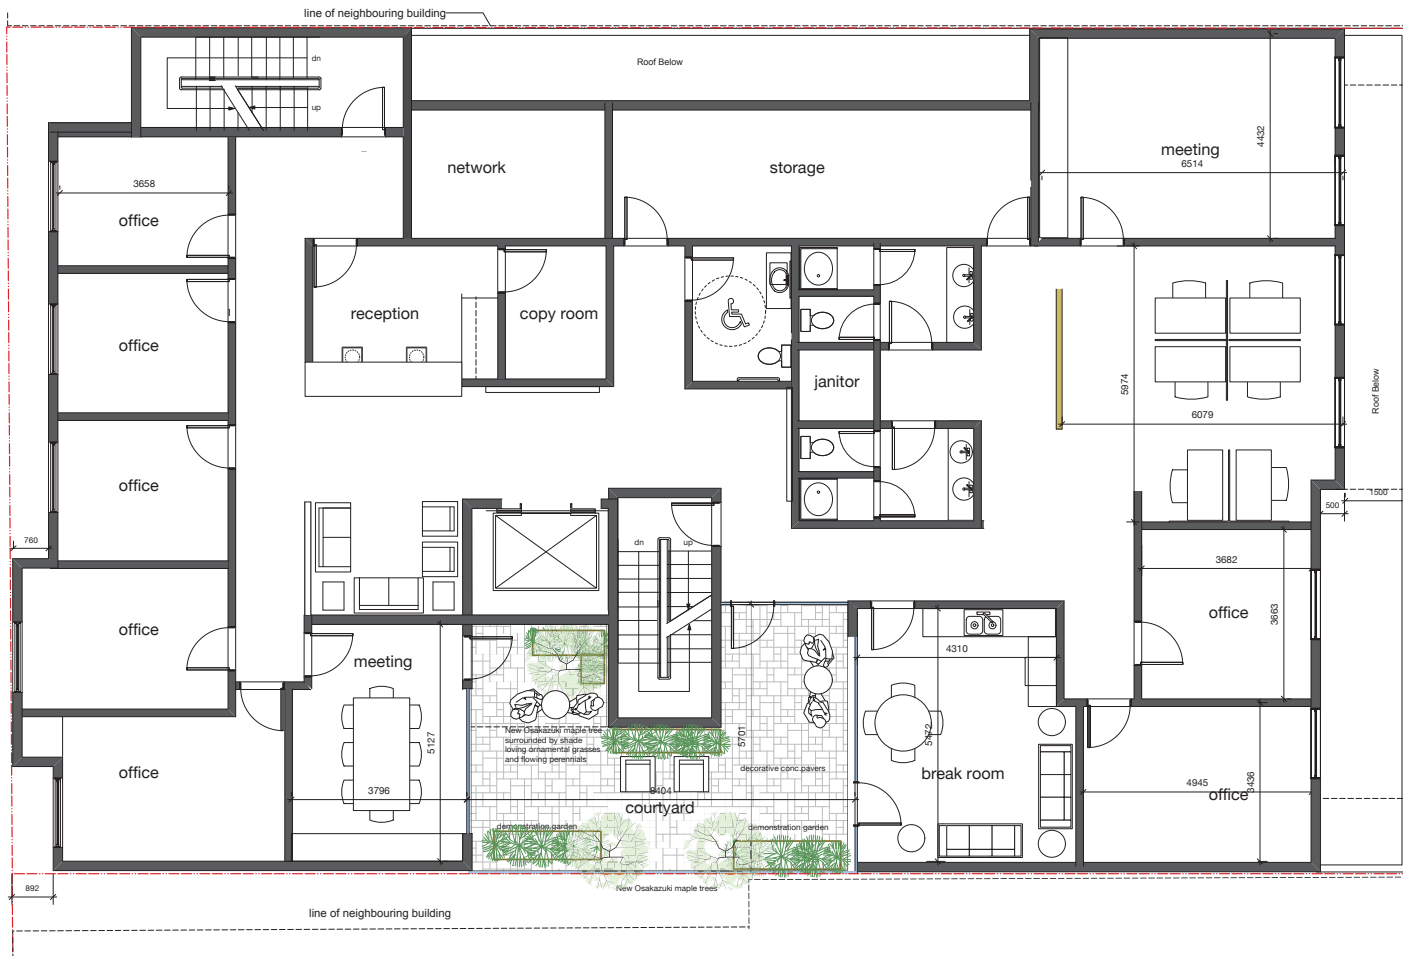 line of neighbouring building
Roof Below
dn
up
network
storage
meeting
6514
4432
3658
office
office
reception
copy room
janitor
5974
6079
Roof Below
office
dn
up
1500
500
760
3682
office
3663
office
meeting
4310
5127
New Osakazuki maple tree
surrounded by shade
loving ornamental grasses
and flowing perennials
5701
5472
decorative conc.pavers
office
break room
3796
8404
courtyard
4945
office
3436
demonstration garden
demonstration garden
892
New Osakazuki maple trees
line of neighbouring building